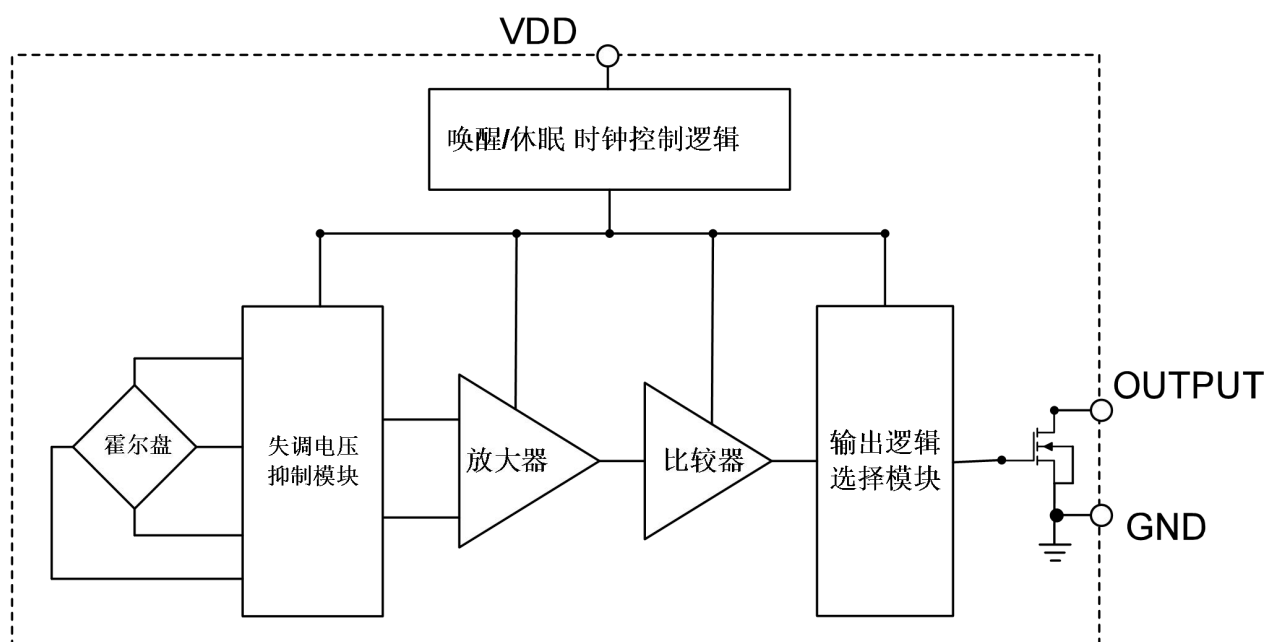 VDD
唤醒/休眠 时钟控制逻辑
OUTPUT
霍尔盘
失调电压
抑制模块
放大器
比较器
输出逻辑
选择模块
GND